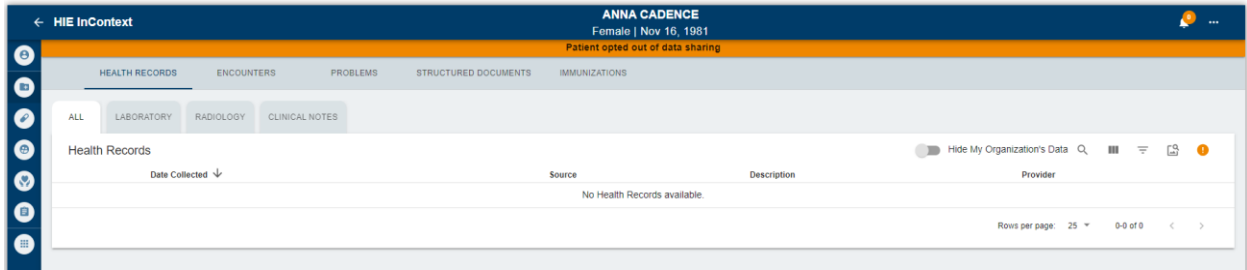 HIE InContext
ANNA CADENCE
Female | Nov 16, 1981
Patient opted out of data sharing
HEALTH RECORDS ENCOUNTERS PROBLEMS STRUCTURED DOCUMENTS IMMUNIZATIONS
ALL LABORATORY RADIOLOGY CLINICAL NOTES
Health Records Hide My Organization's Data
Date Collected Source Description Provider
No Health Records available.
Rows per page: 25 0-0 of 0